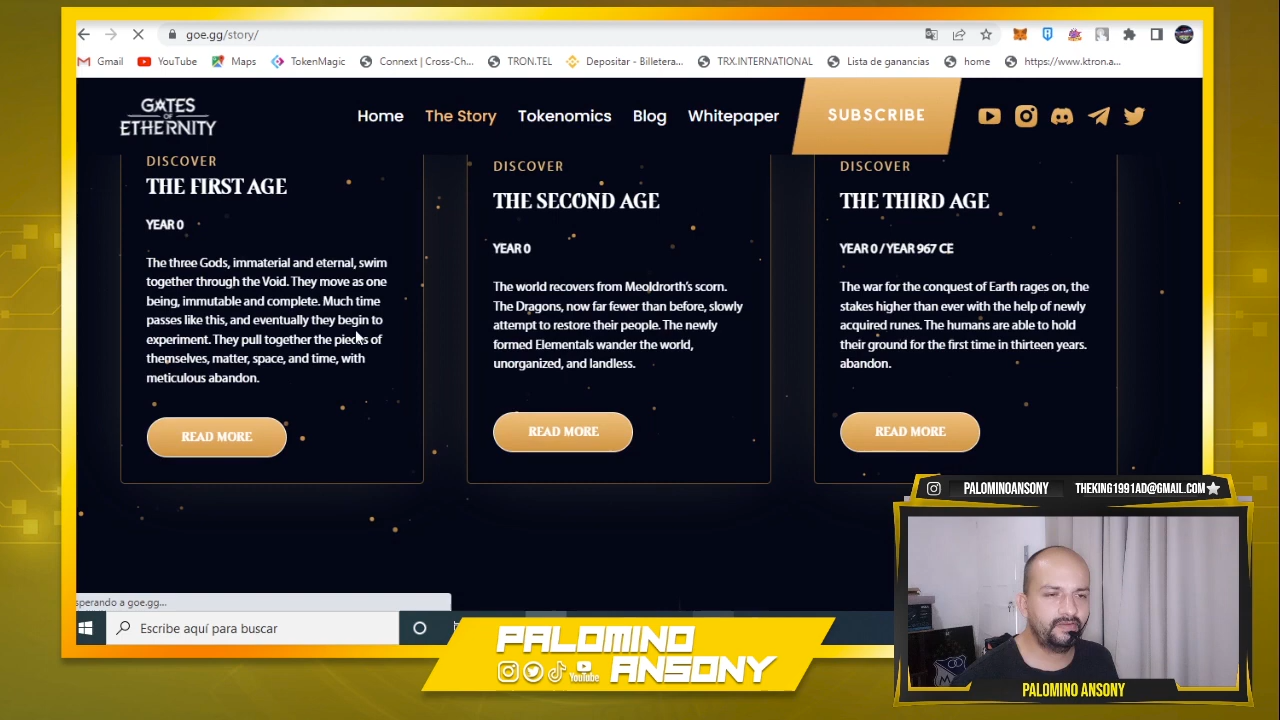 goe.gg/story/
Gmail YouTube Maps TokenMagic Connext | Cross-Ch... TRON.TEL Depositar - Billetera... TRX.INTERNATIONAL Lista de ganancias home https://www.ktron.a...
GATES OF ETHERNITY
Home The Story Tokenomics Blog Whitepaper SUBSCRIBE
DISCOVER
THE FIRST AGE
YEAR 0
The three Gods, immaterial and eternal, swim
together through the Void. They move as one
being, immutable and complete. Much time
passes like this, and eventually they begin to
experiment. They pull together the pieces of
themselves, matter, space, and time, with
meticulous abandon.
READ MORE
DISCOVER
THE SECOND AGE
YEAR 0
The world recovers from Meoldrorth's scorn.
The Dragons, now far fewer than before, slowly
attempt to restore their people. The newly
formed Elementals wander the world,
unorganized, and landless.
READ MORE
DISCOVER
THE THIRD AGE
YEAR 0 / YEAR 967 CE
The war for the conquest of Earth rages on, the
stakes higher than ever with the help of newly
acquired runes. The humans are able to hold
their ground for the first time in thirteen years.
abandon.
READ MORE
PALOMINOANSONY THEKING1991AD@GMAIL.COM
sperando a goe.gg...
Escribe aquí para buscar
PALOMINO
YouTube ANSONY
PALOMINO ANSONY